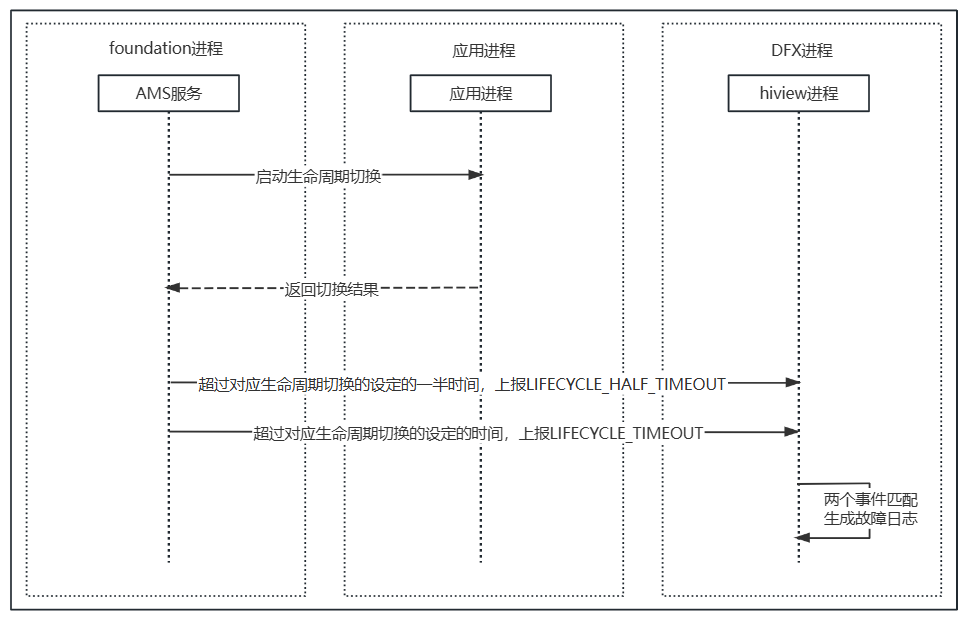 foundation进程
应用进程
DFX进程
AMS服务
应用进程
hiview进程
启动生命周期切换
返回切换结果
超过对应生命周期切换的设定的一半时间，上报LIFECYCLE_HALF_TIMEOUT
超过对应生命周期切换的设定的时间，上报LIFECYCLE_TIMEOUT
两个事件匹配
生成故障日志